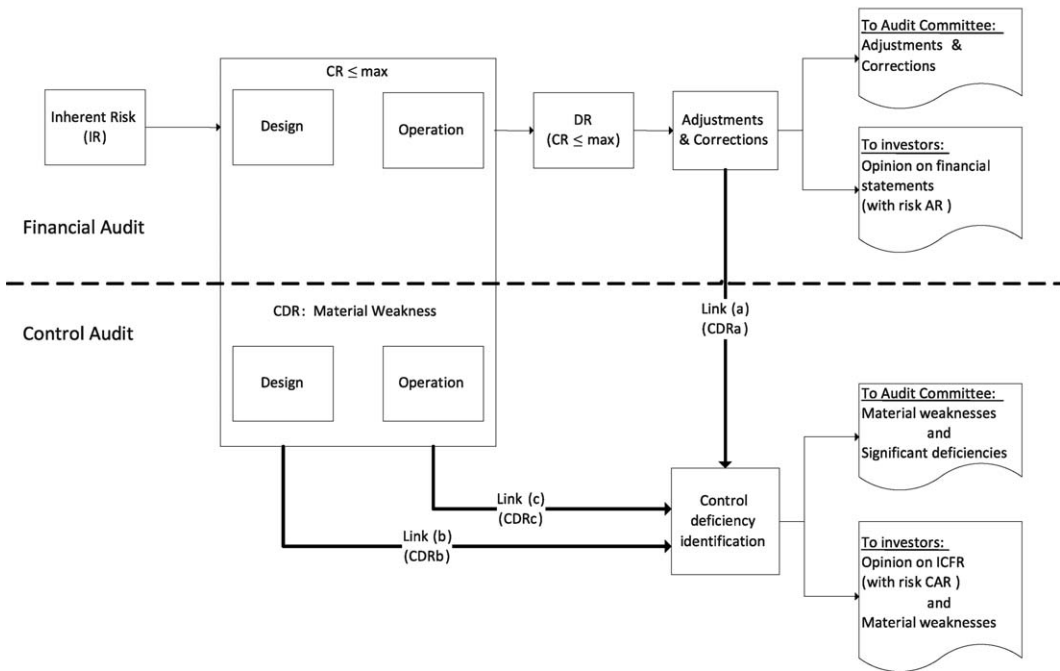 To Audit Committee:
Adjustments &
Corrections
CR ≤ max
Inherent Risk
(IR)
Design
Operation
DR
(CR ≤ max)
Adjustments
& Corrections
To investors:
Opinion on financial
statements
(with risk AR )
Financial Audit
CDR: Material Weakness
Link (a)
(CDRa)
Control Audit
Design
Operation
To Audit Committee:
Material weaknesses
and
Significant deficiencies
Link (c)
(CDRc)
Link (b)
(CDRb)
Control
deficiency
identification
To investors:
Opinion on ICFR
(with risk CAR )
and
Material weaknesses